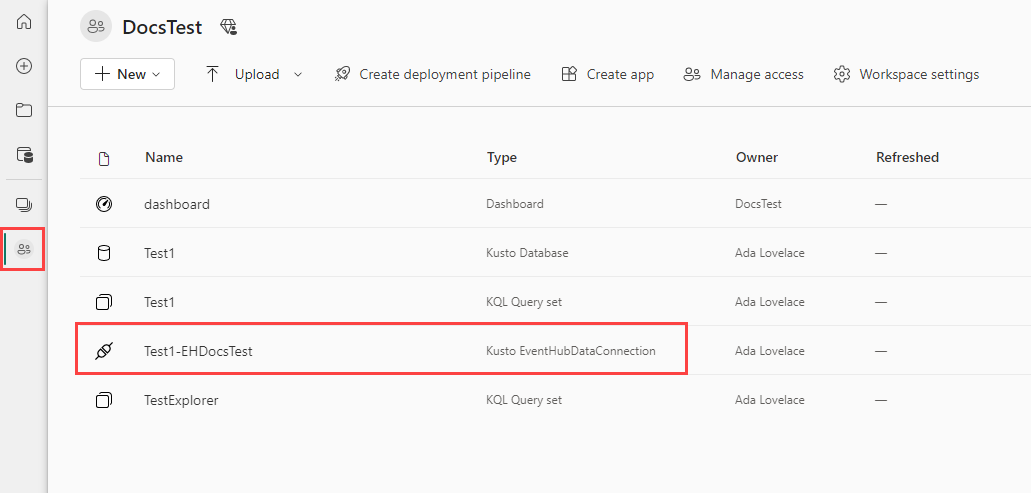 DocsTest
New Upload Create deployment pipeline Create app Manage access Workspace settings
Name Type Owner Refreshed
dashboard Dashboard DocsTest —
Test1 Kusto Database Ada Lovelace —
Test1 KQL Query set Ada Lovelace —
Test1-EHDocsTest Kusto EventHubDataConnection Ada Lovelace —
TestExplorer KQL Query set Ada Lovelace —